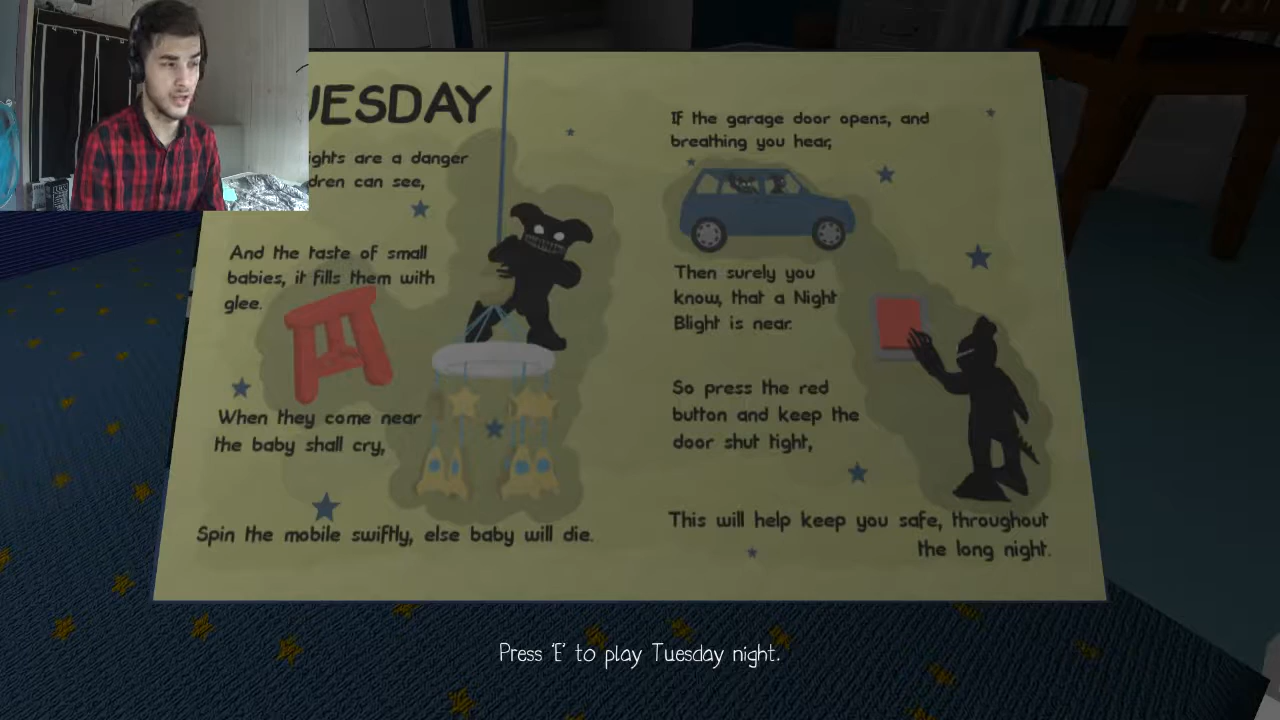 UESDAY
ights are a danger
dren can see,
And the taste of small
babies, it fills them with
glee.
When they come near
the baby shall cry,
Spin the mobile swiftly, else baby will die.
If the garage door opens, and
breathing you hear,
Then surely you
know, that a Night
Blight is near.
So press the red
button and keep the
door shut tight,
This will help keep you safe, throughout
the long night.
Press 'E' to play Tuesday night.